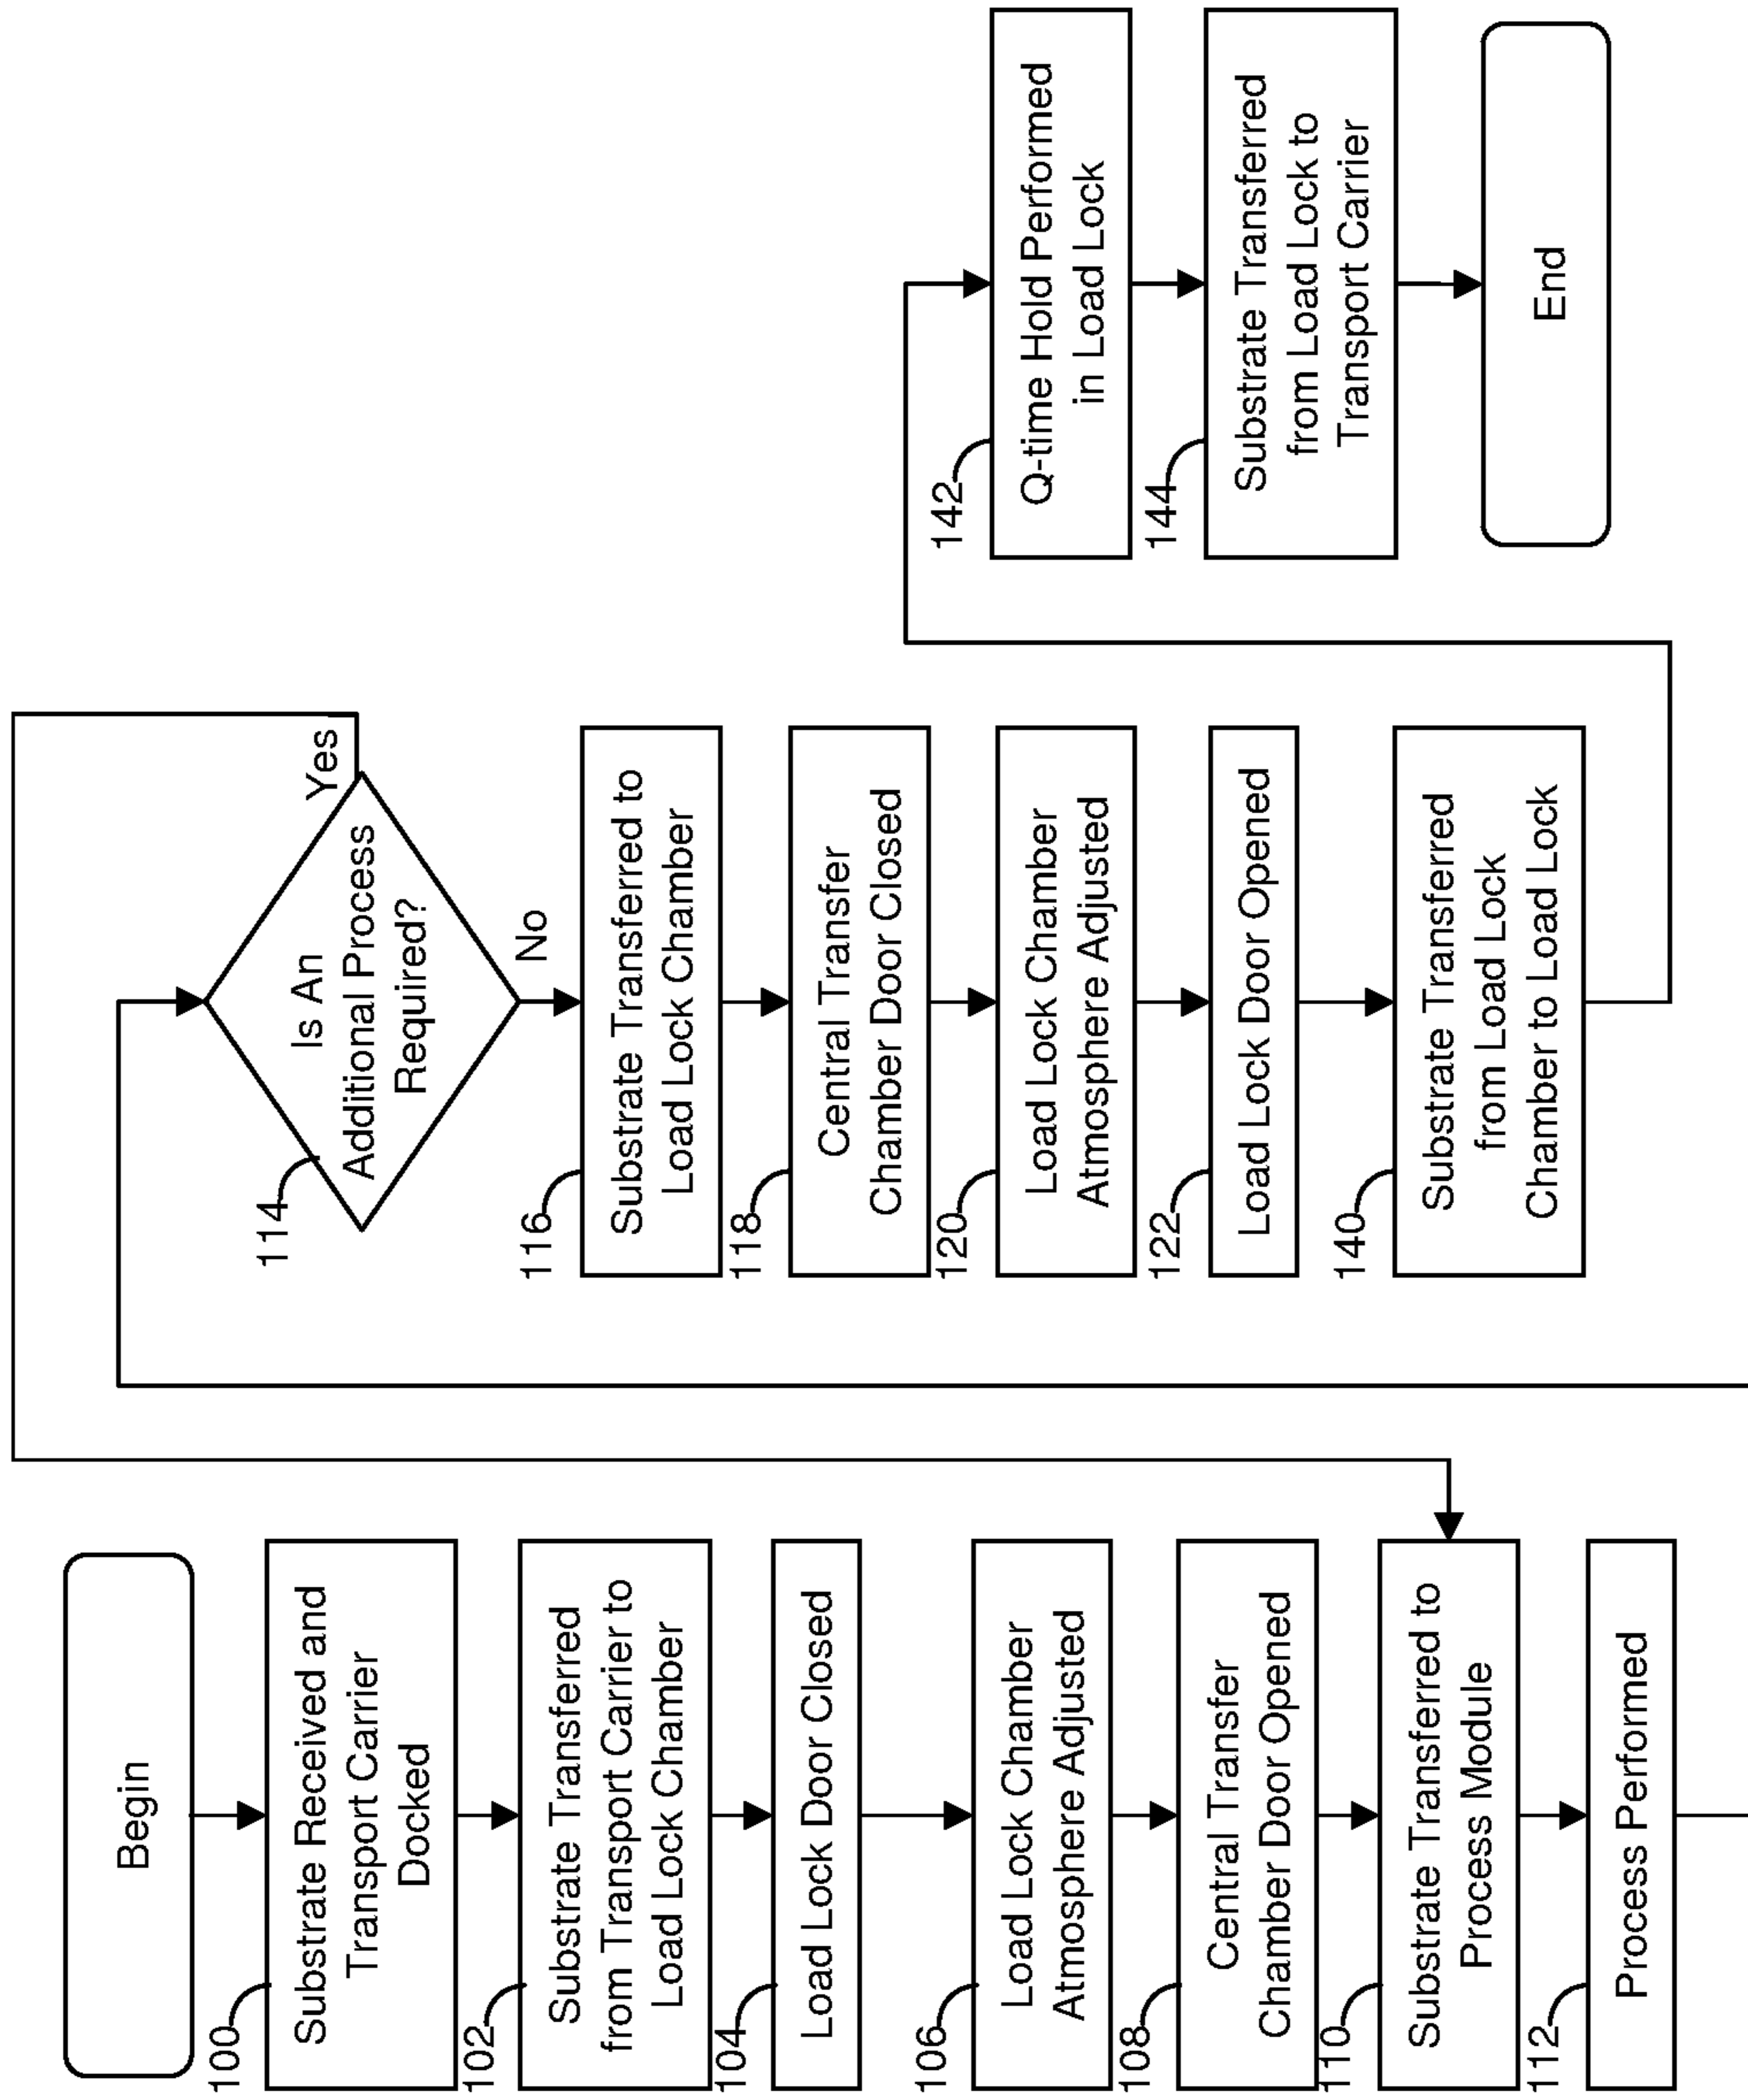 Begin
100
Substrate Received and
Transport Carrier
Docked
102
Substrate Transferred
from Transport Carrier to
Load Lock Chamber
104
Load Lock Door Closed
106
Load Lock Chamber
Atmosphere Adjusted
108
Central Transfer
Chamber Door Opened
110
Substrate Transferred to
Process Module
112
Process Performed
114
Is An
Additional Process
Required?
Yes
No
116
Substrate Transferred to
Load Lock Chamber
118
Central Transfer
Chamber Door Closed
120
Load Lock Chamber
Atmosphere Adjusted
122
Load Lock Door Opened
140
Substrate Transferred
from Load Lock
Chamber to Load Lock
142
Q-time Hold Performed
in Load Lock
144
Substrate Transferred
from Load Lock to
Transport Carrier
End